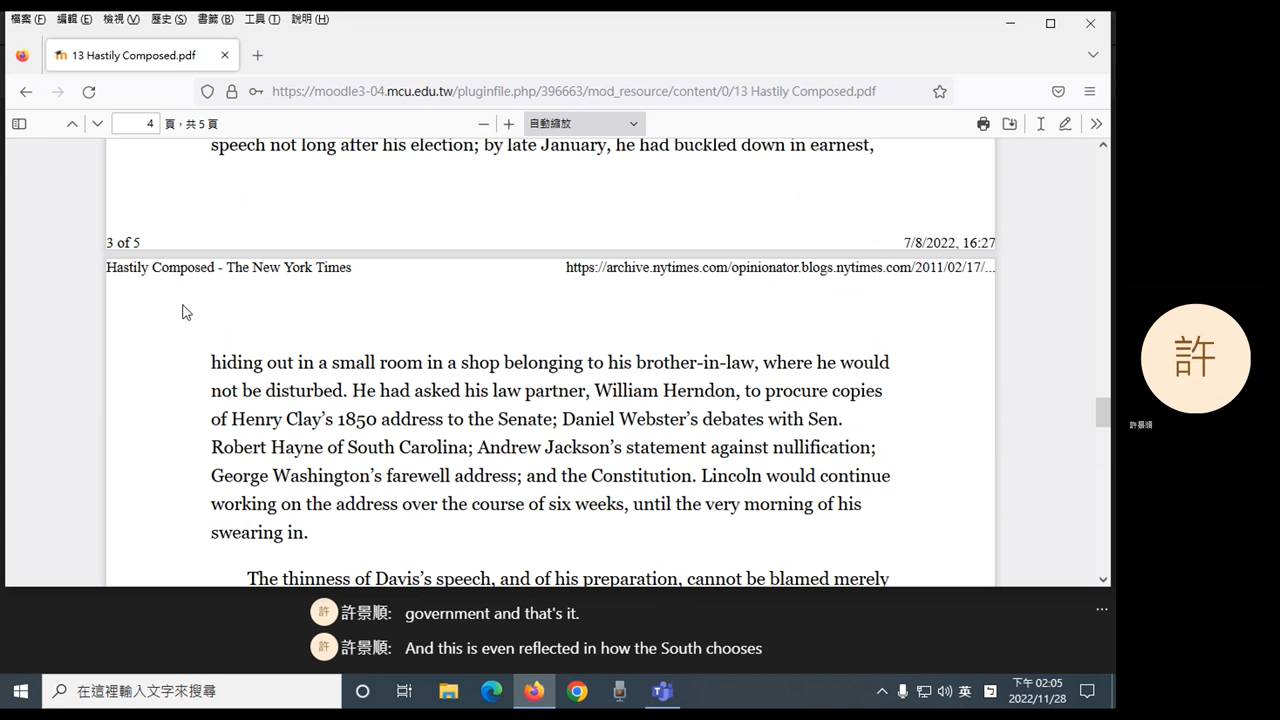 檔案(F) 編輯(E) 檢視(V) 歷史(S) 書籤(B) 工具(T) 說明(H)
13 Hastily Composed.pdf
https://moodle3-04.mcu.edu.tw/pluginfile.php/396663/mod_resource/content/0/13 Hastily Composed.pdf
4 頁，共 5 頁 自動縮放
speech not long after his election; by late January, he had buckled down in earnest,
3 of 5 7/8/2022, 16:27
Hastily Composed - The New York Times https://archive.nytimes.com/opinionator.blogs.nytimes.com/2011/02/17/...
hiding out in a small room in a shop belonging to his brother-in-law, where he would
not be disturbed. He had asked his law partner, William Herndon, to procure copies
of Henry Clay's 1850 address to the Senate; Daniel Webster's debates with Sen.
Robert Hayne of South Carolina; Andrew Jackson's statement against nullification;
George Washington's farewell address; and the Constitution. Lincoln would continue
working on the address over the course of six weeks, until the very morning of his
swearing in.
The thinness of Davis's speech, and of his preparation, cannot be blamed merely
許
許景順
許 許景順: government and that's it.
許 許景順: And this is even reflected in how the South chooses
在這裡輸入文字來搜尋
英
下午 02:05
2022/11/28